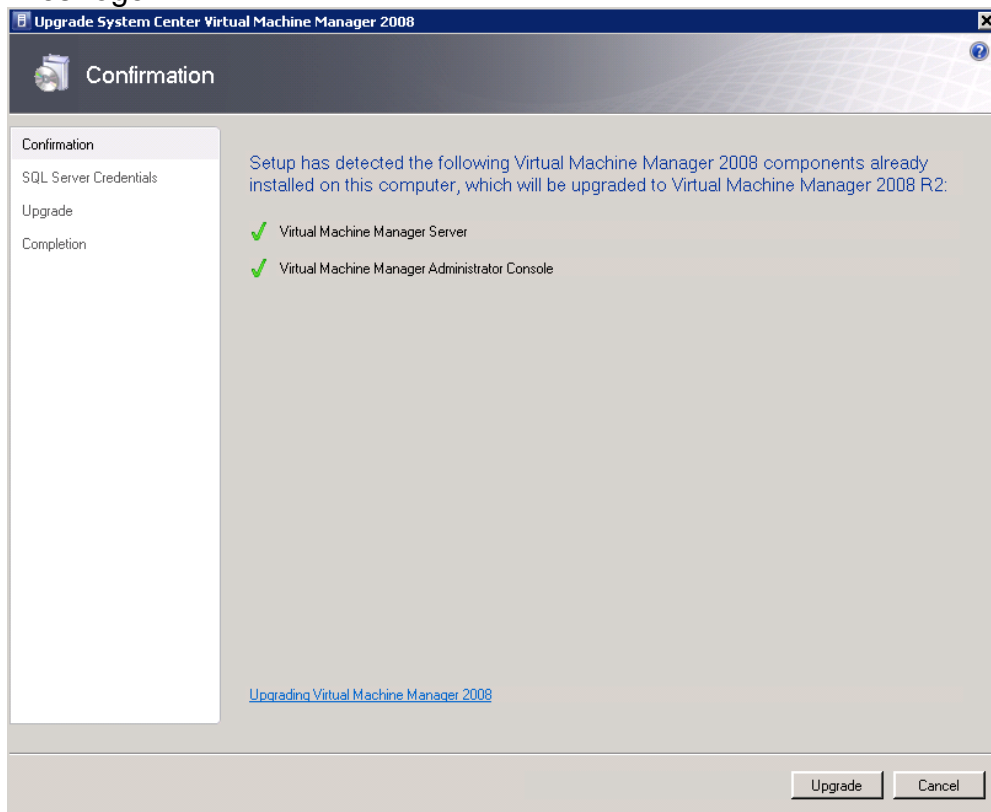 Upgrade System Center Virtual Machine Manager 2008
Confirmation
Confirmation
SQL Server Credentials
Upgrade
Completion
Setup has detected the following Virtual Machine Manager 2008 components already
installed on this computer, which will be upgraded to Virtual Machine Manager 2008 R2:
Virtual Machine Manager Server
Virtual Machine Manager Administrator Console
Upgrading Virtual Machine Manager 2008
Upgrade
Cancel